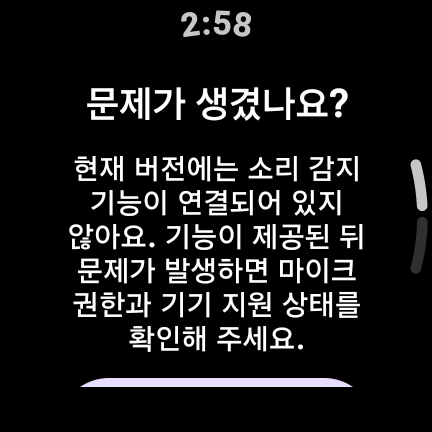 2:58
문제가 생겼나요?
현재 버전에는 소리 감지
기능이 연결되어 있지
않아요. 기능이 제공된 뒤
문제가 발생하면 마이크
권한과 기기 지원 상태를
확인해 주세요.